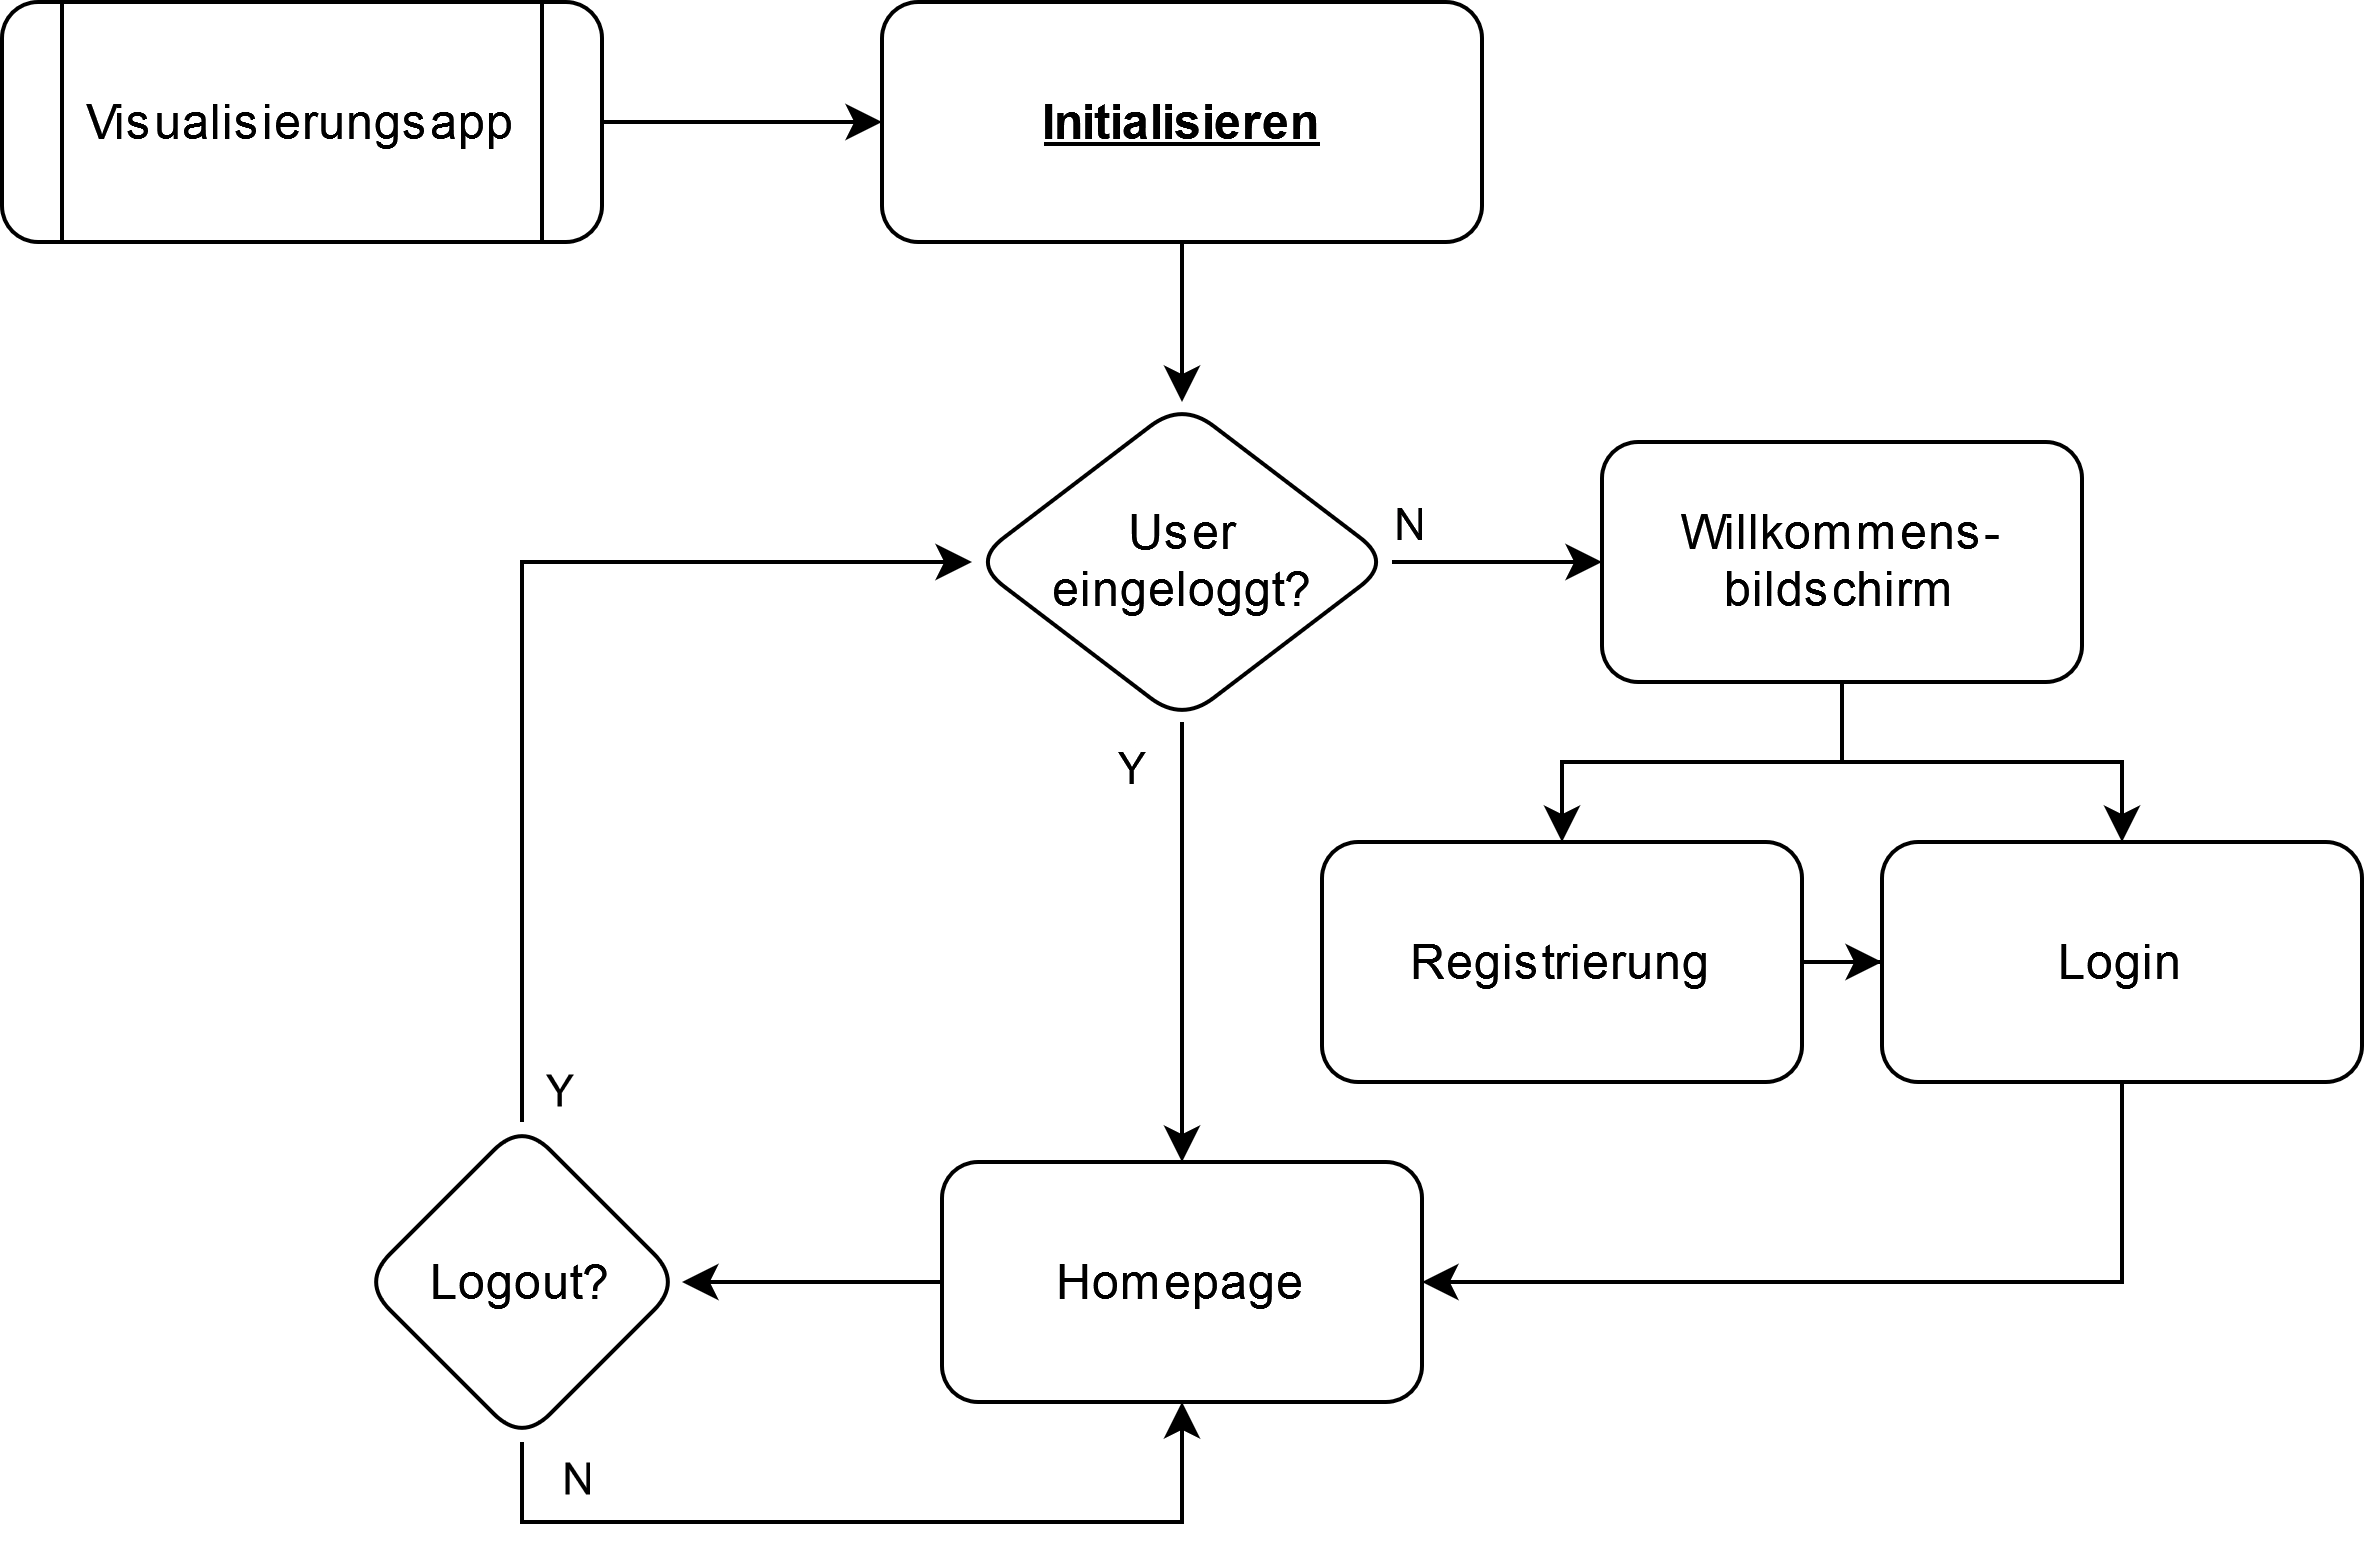 Visualisierungsapp
Initialisieren
User
eingeloggt?
N
Willkommens-
bildschirm
Y
Registrierung
Login
Y
Logout?
Homepage
N